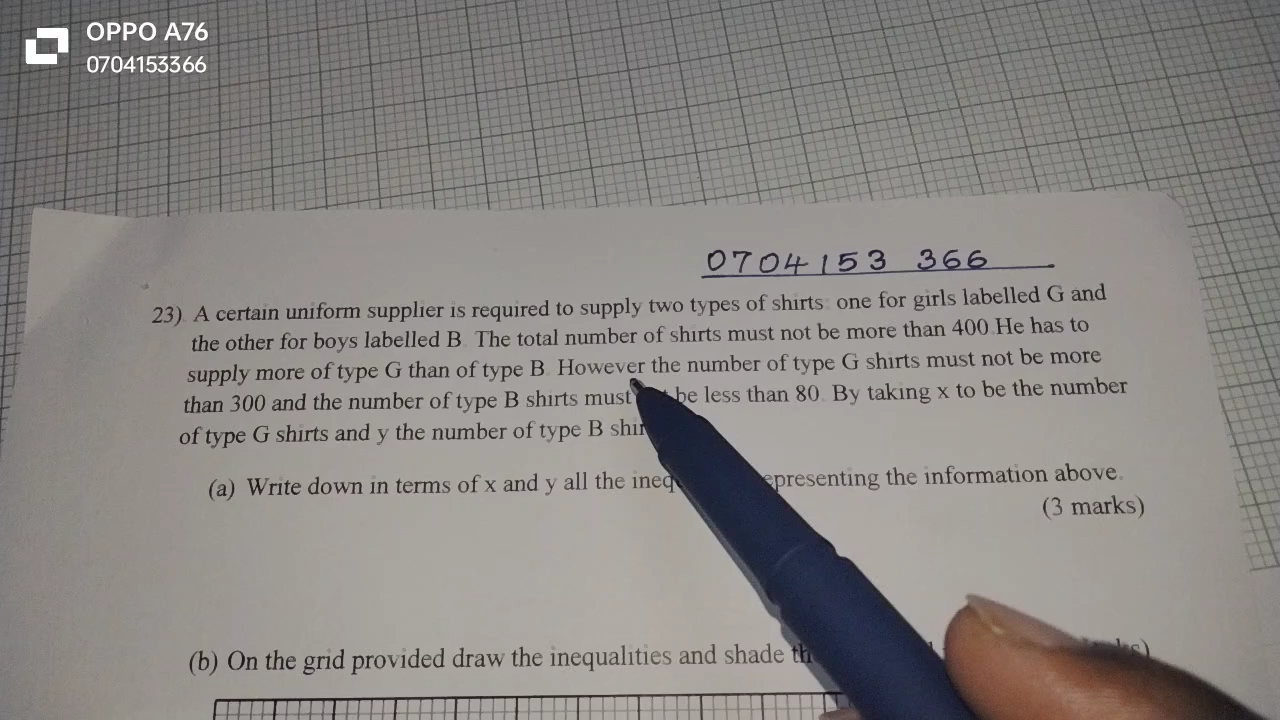 OPPO A76
0704153366
0704153 366
23) A certain uniform supplier is required to supply two types of shirts: one for girls labelled G and
the other for boys labelled B. The total number of shirts must not be more than 400.He has to
supply more of type G than of type B. However the number of type G shirts must not be more
than 300 and the number of type B shirts must be less than 80. By taking x to be the number
of type G shirts and y the number of type B
(a) Write down in terms of x and y all the information above.
(3 marks)
(b) On the grid provided draw the inequalities and shade